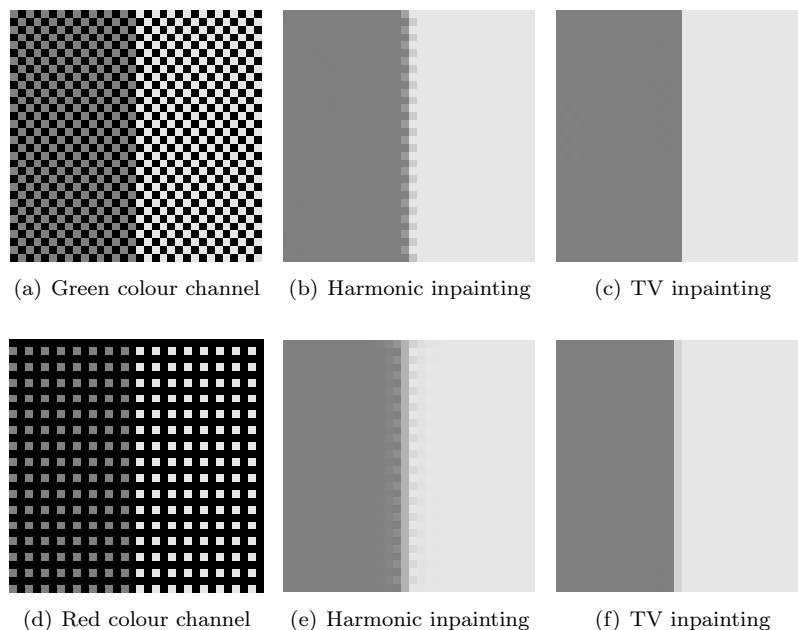 (a) Green colour channel (b) Harmonic inpainting (c) TV inpainting
(d) Red colour channel (e) Harmonic inpainting (f) TV inpainting